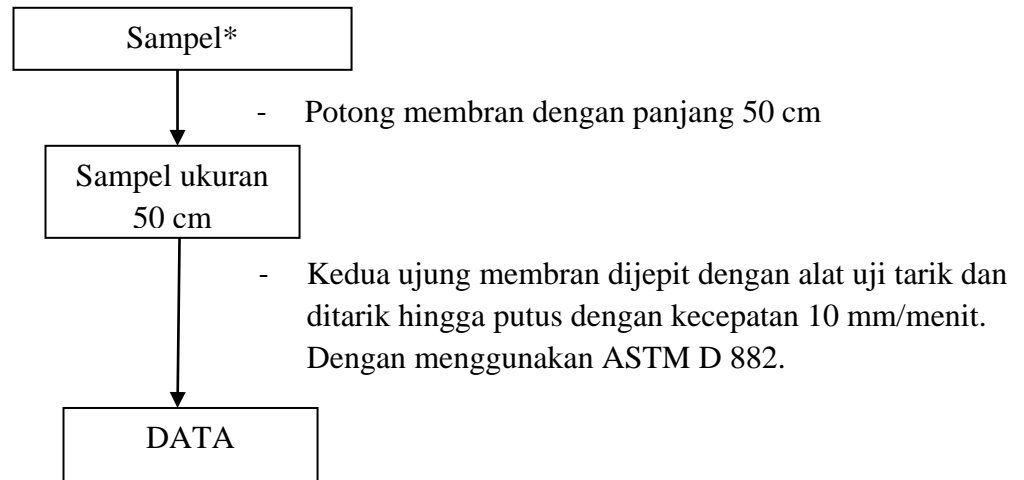 Sampel*
- Potong membran dengan panjang 50 cm
Sampel ukuran
50 cm
- Kedua ujung membran dijepit dengan alat uji tarik dan
ditarik hingga putus dengan kecepatan 10 mm/menit.
Dengan menggunakan ASTM D 882.
DATA